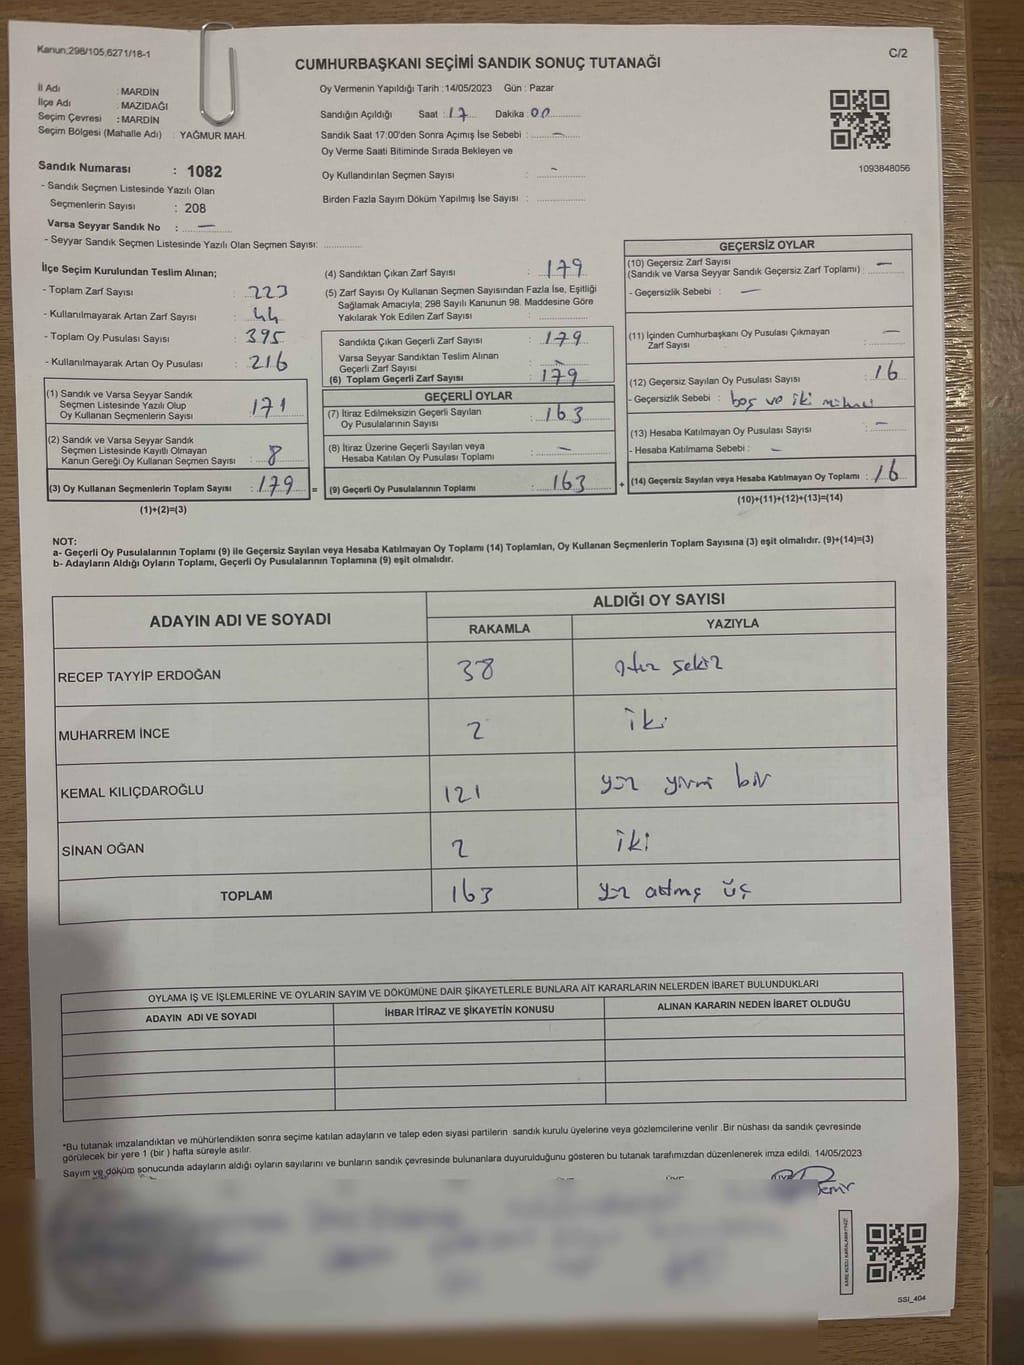 Kanun;298/105,6271/18-1
C/2
CUMHURBAŞKANI SEÇİMİ SANDIK SONUÇ TUTANAĞI
İl Adı : MARDİN
İlçe Adı : MAZIDAĞI
Seçim Çevresi : MARDİN
Seçim Bölgesi (Mahalle Adı) : YAĞMUR MAH.
Oy Vermenin Yapıldığı Tarih : 14/05/2023 Gün : Pazar
Sandığın Açıldığı Saat : 17 Dakika : 00
Sandık Saat 17:00'den Sonra Açımış İse Sebebi : —
Oy Verme Saati Bitiminde Sırada Bekleyen ve
Oy Kullandırılan Seçmen Sayısı : -
Birden Fazla Sayım Döküm Yapılmış İse Sayısı :
1093848056
Sandık Numarası : 1082
- Sandık Seçmen Listesinde Yazılı Olan
Seçmenlerin Sayısı : 208
Varsa Seyyar Sandık No : —
- Seyyar Sandık Seçmen Listesinde Yazılı Olan Seçmen Sayısı:
İlçe Seçim Kurulundan Teslim Alınan;
- Toplam Zarf Sayısı : 223
- Kullanılmayarak Artan Zarf Sayısı : 44
- Toplam Oy Pusulası Sayısı : 395
- Kullanılmayarak Artan Oy Pusulası : 216
(1) Sandık ve Varsa Seyyar Sandık
Seçmen Listesinde Yazılı Olup
Oy Kullanan Seçmenlerin Sayısı : 171
(2) Sandık ve Varsa Seyyar Sandık
Seçmen Listesinde Kayıtlı Olmayan
Kanun Gereği Oy Kullanan Seçmen Sayısı : 8
(3) Oy Kullanan Seçmenlerin Toplam Sayısı : 179 =
(1)+(2)=(3)
(4) Sandıktan Çıkan Zarf Sayısı : 179
(5) Zarf Sayısı Oy Kullanan Seçmen Sayısından Fazla İse, Eşitliği
Sağlamak Amacıyla; 298 Sayılı Kanunun 98. Maddesine Göre
Yakılarak Yok Edilen Zarf Sayısı :
Sandıkta Çıkan Geçerli Zarf Sayısı : 179
Varsa Seyyar Sandıktan Teslim Alınan
Geçerli Zarf Sayısı : -
(6) Toplam Geçerli Zarf Sayısı : 179
GEÇERLİ OYLAR
(7) İtiraz Edilmeksizin Geçerli Sayılan
Oy Pusulalarının Sayısı : 163
(8) İtiraz Üzerine Geçerli Sayılan veya
Hesaba Katılan Oy Pusulası Toplamı : —
(9) Geçerli Oy Pusulalarının Toplamı : 163 +
GEÇERSİZ OYLAR
(10) Geçersiz Zarf Sayısı
(Sandık ve Varsa Seyyar Sandık Geçersiz Zarf Toplamı) : —
- Geçersizlik Sebebi : —
(11) İçinden Cumhurbaşkanı Oy Pusulası Çıkmayan
Zarf Sayısı : —
(12) Geçersiz Sayılan Oy Pusulası Sayısı : 16
- Geçersizlik Sebebi : boş ve iki
(13) Hesaba Katılmayan Oy Pusulası Sayısı : —
- Hesaba Katılmama Sebebi : -
(14) Geçersiz Sayılan veya Hesaba Katılmayan Oy Toplamı : 16
(10)+(11)+(12)+(13)=(14)
NOT:
a- Geçerli Oy Pusulalarının Toplamı (9) ile Geçersiz Sayılan veya Hesaba Katılmayan Oy Toplamı (14) Toplamları, Oy Kullanan Seçmenlerin Toplam Sayısına (3) eşit olmalıdır. (9)+(14)=(3)
b- Adayların Aldığı Oyların Toplamı, Geçerli Oy Pusulalarının Toplamına (9) eşit olmalıdır.
ADAYIN ADI VE SOYADI
ALDIĞI OY SAYISI
RAKAMLA YAZIYLA
RECEP TAYYİP ERDOĞAN 38 otuz sekiz
MUHARREM İNCE 2 iki
KEMAL KILIÇDAROĞLU 121 yüz yirmi bir
SİNAN OĞAN 2 iki
TOPLAM 163 yüz atmış üç
OYLAMA İŞ VE İŞLEMLERİNE VE OYLARIN SAYIM VE DÖKÜMÜNE DAİR ŞİKAYETLERLE BUNLARA AİT KARARLARIN NELERDEN İBARET BULUNDUKLARI
ADAYIN ADI VE SOYADI İHBAR İTİRAZ VE ŞİKAYETİN KONUSU ALINAN KARARIN NEDEN İBARET OLDUĞU
*Bu tutanak imzalandıktan ve mühürlendikten sonra seçime katılan adayların ve talep eden siyasi partilerin sandık kurulu üyelerine veya gözlemcilerine verilir .Bir nüshası da sandık çevresinde
görülecek bir yere 1 (bir ) hafta süreyle asılır.
Sayım ve döküm sonucunda adayların aldığı oyların sayılarını ve bunların sandık çevresinde bulunanlara duyurulduğunu gösteren bu tutanak tarafımızdan düzenlenerek imza edildi. 14/05/2023
Demir
KARE KODU KARALAMAYINIZ!
SSI_404